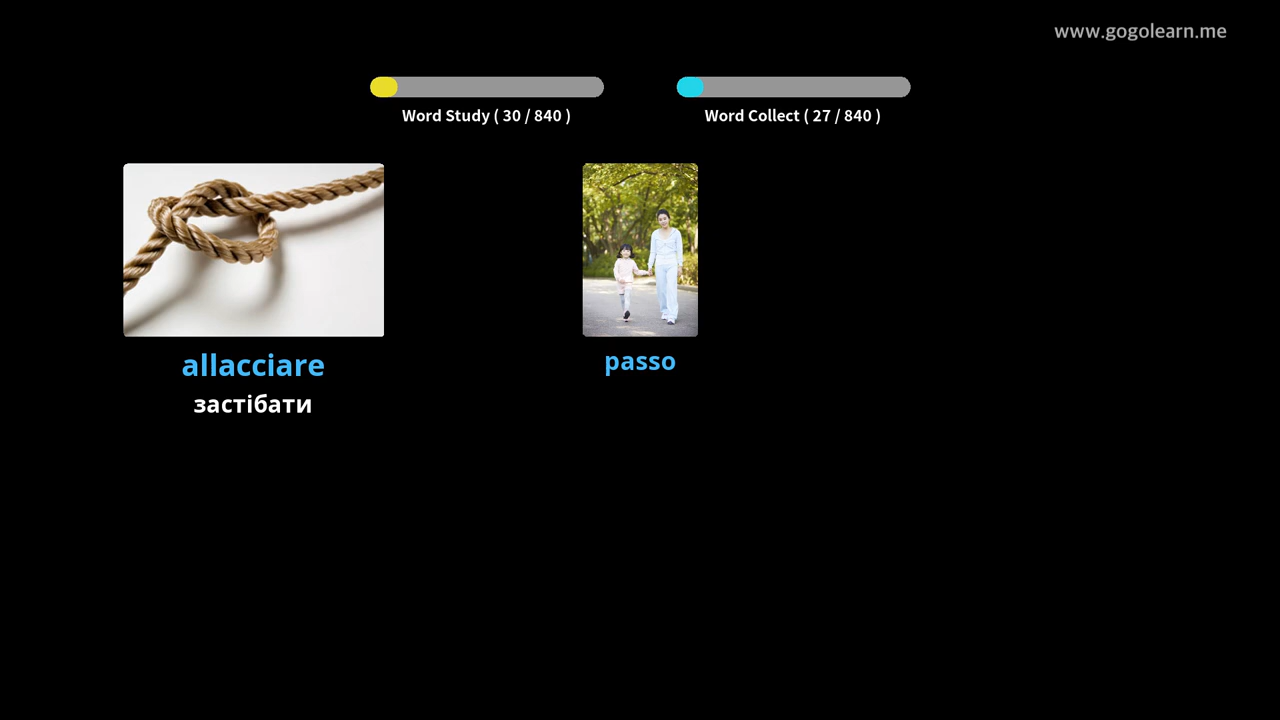 www.gogolearn.me
Word Study ( 30 / 840 )
Word Collect ( 27 / 840 )
allacciare
passo
застібати